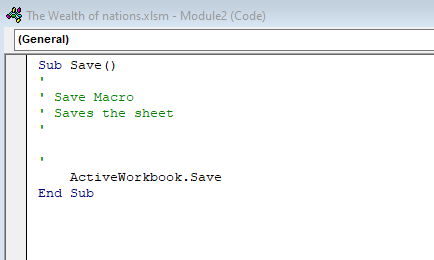 The Wealth of nations.xlsm - Module2 (Code)
(General)
Sub Save()
'
' Save Macro
' Saves the sheet
'
'
ActiveWorkbook.Save
End Sub